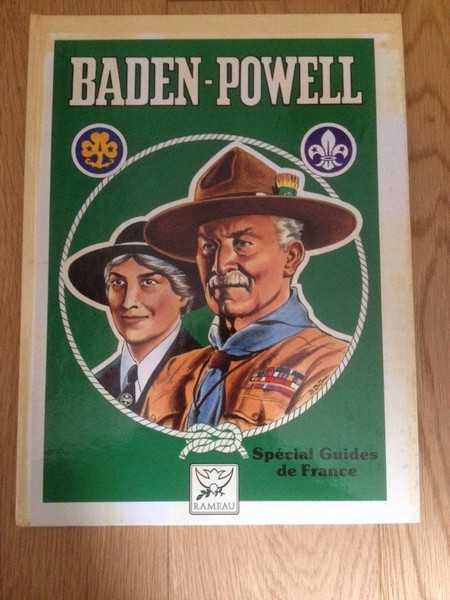 BADEN-POWELL
Spécial Guides
de France
RAMEAU